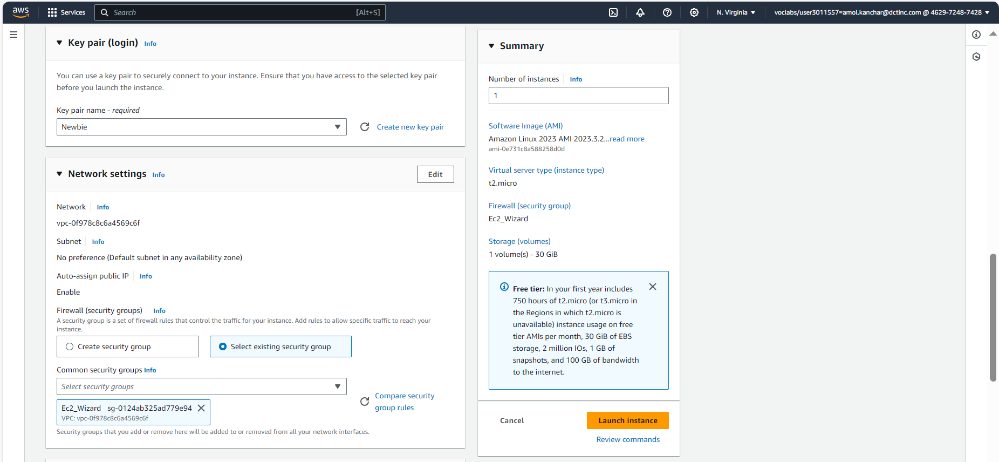 aws
Services
Search
[Alt+S]
N. Virginia
voclabs/user3011557=amol.kanchar@dctinc.com @ 4629-7248-7428
Key pair (login) Info
You can use a key pair to securely connect to your instance. Ensure that you have access to the selected key pair
before you launch the instance.
Key pair name - required
Newbie
Create new key pair
Network settings Info
Edit
Network Info
vpc-0f978c8c6a4569c6f
Subnet Info
No preference (Default subnet in any availability zone)
Auto-assign public IP Info
Enable
Firewall (security groups) Info
A security group is a set of firewall rules that control the traffic for your instance. Add rules to allow specific traffic to reach your
instance.
Create security group
Select existing security group
Common security groups Info
Select security groups
Ec2_Wizard sg-0124ab325ad779e94
VPC: vpc-0f978c8c6a4569c6f
Compare security
group rules
Security groups that you add or remove here will be added to or removed from all your network interfaces.
Summary
Number of instances Info
1
Software Image (AMI)
Amazon Linux 2023 AMI 2023.3.2...read more
ami-0e731c8a588258d0d
Virtual server type (instance type)
t2.micro
Firewall (security group)
Ec2_Wizard
Storage (volumes)
1 volume(s) - 30 GiB
Free tier: In your first year includes
750 hours of t2.micro (or t3.micro in
the Regions in which t2.micro is
unavailable) instance usage on free
tier AMIs per month, 30 GiB of EBS
storage, 2 million IOs, 1 GB of
snapshots, and 100 GB of bandwidth
to the internet.
Cancel
Launch instance
Review commands